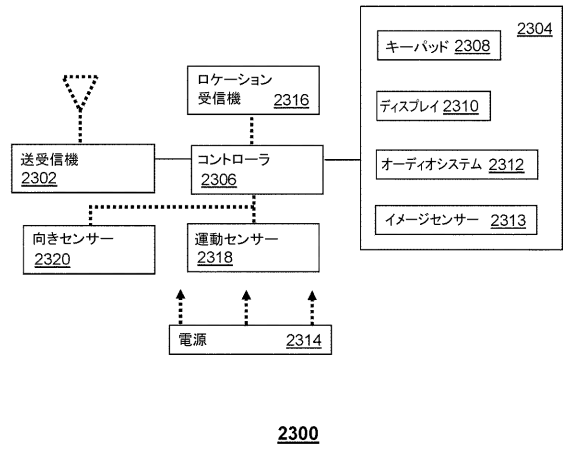 2304
キーパッド 2308
ディスプレイ 2310
オーディオシステム 2312
イメージセンサー 2313
ロケーション
受信機 2316
送受信機
2302
コントローラ
2306
向きセンサー
2320
運動センサー
2318
電源 2314
2300